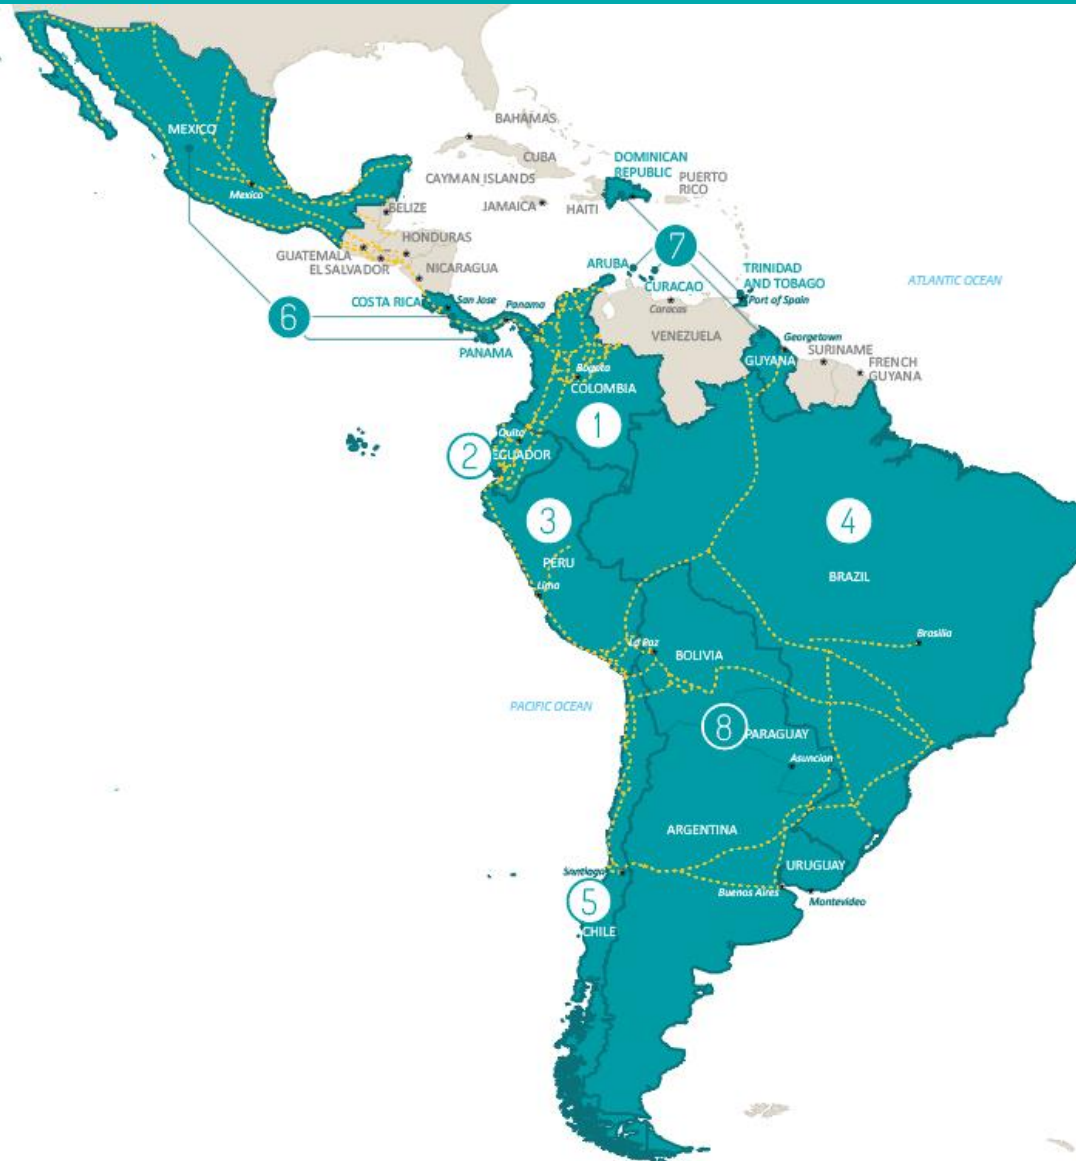 BAHAMAS
MEXICO
CUBA
DOMINICAN
REPUBLIC
PUERTO
RICO
CAYMAN ISLANDS
Mexico
BELIZE
JAMAICA
HAITI
HONDURAS
7
GUATEMALA
EL SALVADOR
NICARAGUA
ARUBA
TRINIDAD
AND TOBAGO
ATLANTIC OCEAN
CURACAO
COSTA RICA
San Jose
Panama
Caracas
Port of Spain
6
VENEZUELA
Georgetown
PANAMA
SURINAME
GUYANA
FRENCH
GUYANA
Bogota
COLOMBIA
1
Quito
2
ECUADOR
3
4
PÉRU
BRAZIL
Lima
Brasilia
La Paz
BOLIVIA
PACIFIC OCEAN
8
PARAGUAY
Asuncion
ARGENTINA
URUGUAY
Santiago
Buenos Aires
Montevideo
5
CHILE